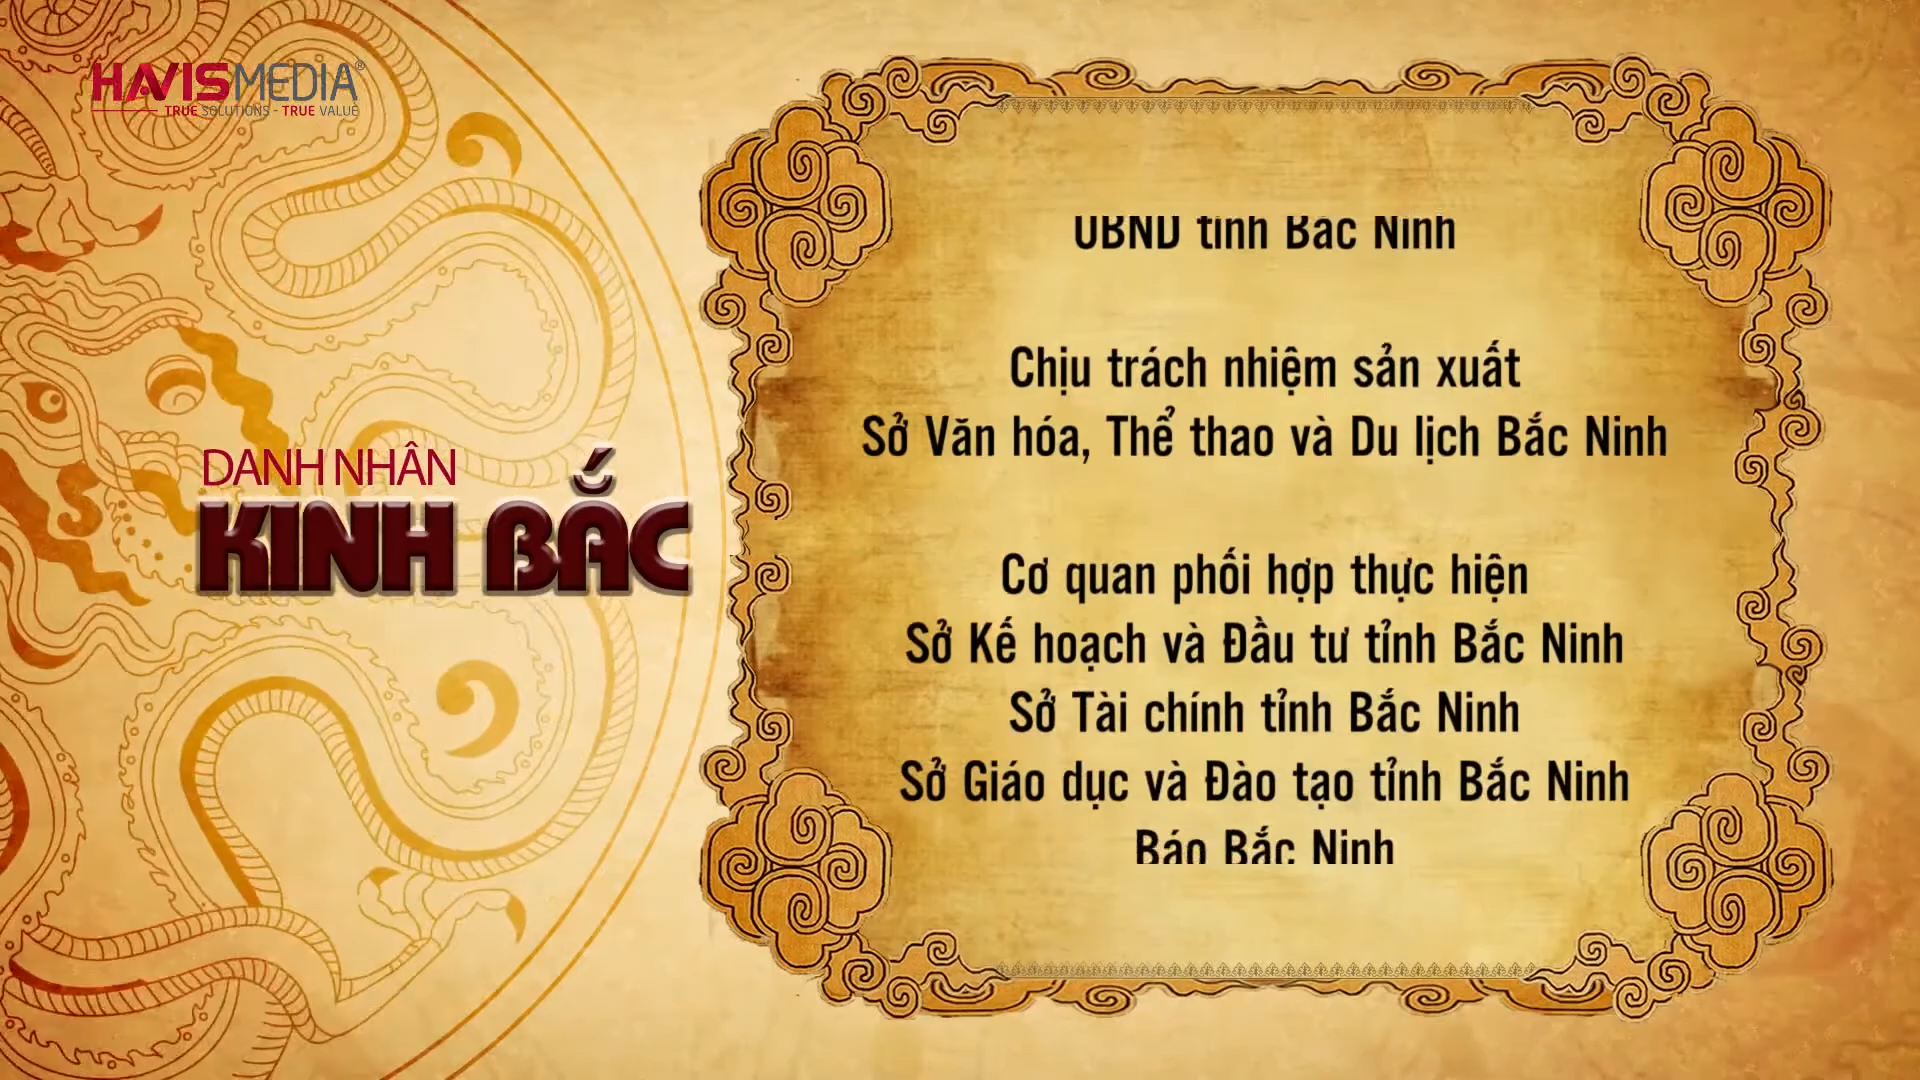 HAVISMEDIA®
TRUE SOLUTIONS - TRUE VALUE
DANH NHÂN
KINH BẮC
UBND tỉnh Bắc Ninh
Chịu trách nhiệm sản xuất
Sở Văn hóa, Thể thao và Du lịch Bắc Ninh
Cơ quan phối hợp thực hiện
Sở Kế hoạch và Đầu tư tỉnh Bắc Ninh
Sở Tài chính tỉnh Bắc Ninh
Sở Giáo dục và Đào tạo tỉnh Bắc Ninh
Báo Bắc Ninh